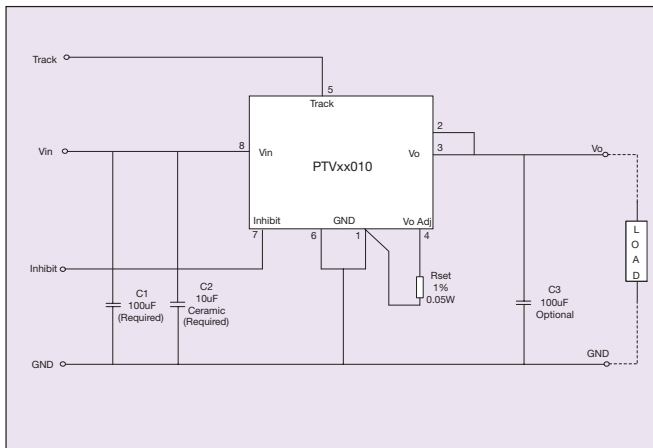 Track
5
Track
2
Vin
8
Vin
Vo
3
Vo
PTVxx010
Inhibit
GND
Vo Adj
7
6
1
4
LOAD
Inhibit
Rset
1%
0.05W
C1
100uF
(Required)
C2
10uF
Ceramic
(Required)
C3
100uF
Optional
GND
GND